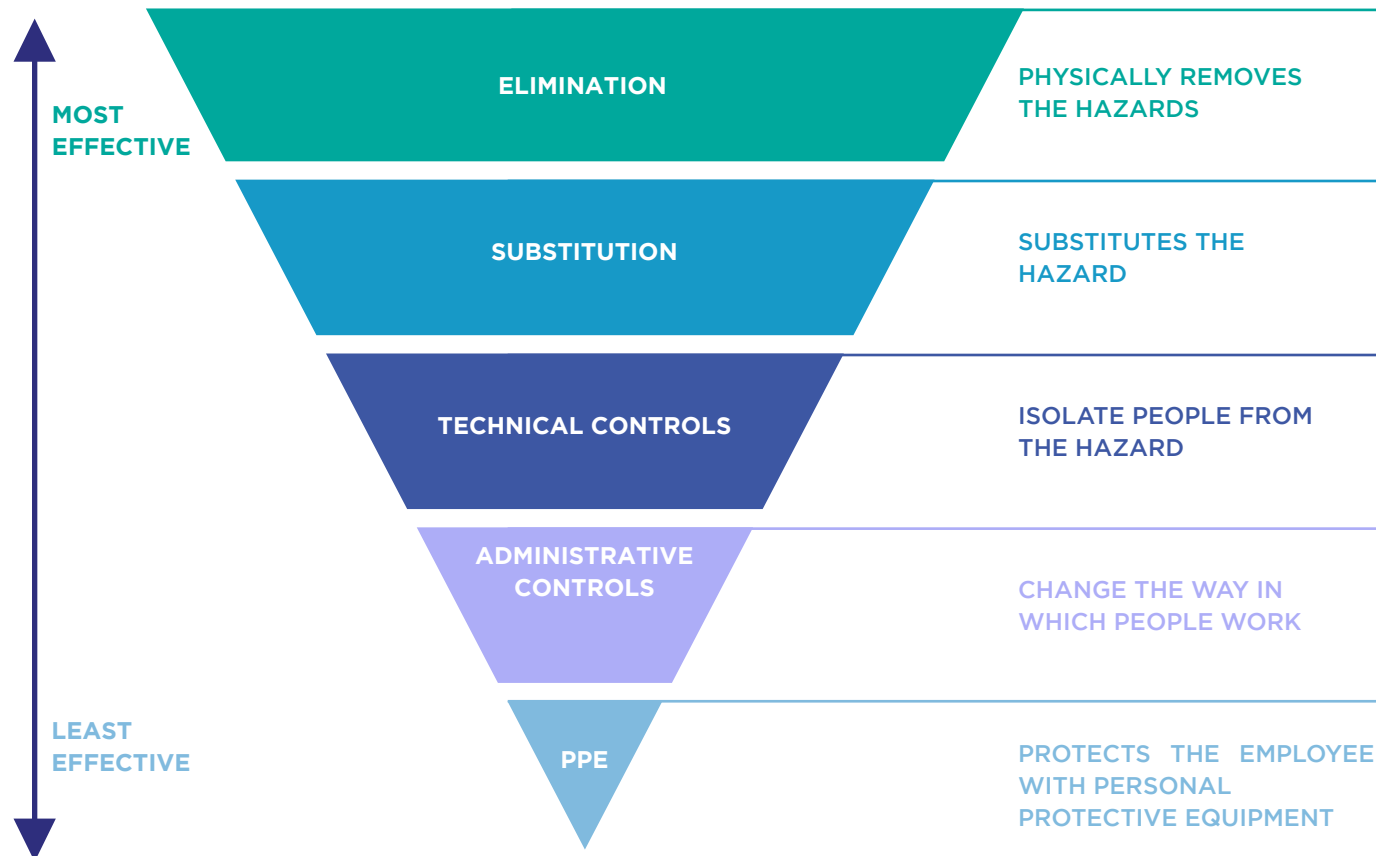 ELIMINATION
PHYSICALLY REMOVES
THE HAZARDS
MOST
EFFECTIVE
SUBSTITUTION
SUBSTITUTES THE
HAZARD
TECHNICAL CONTROLS
ISOLATE PEOPLE FROM
THE HAZARD
ADMINISTRATIVE
CONTROLS
CHANGE THE WAY IN
WHICH PEOPLE WORK
LEAST
EFFECTIVE
PPE
PROTECTS THE EMPLOYEE
WITH PERSONAL
PROTECTIVE EQUIPMENT